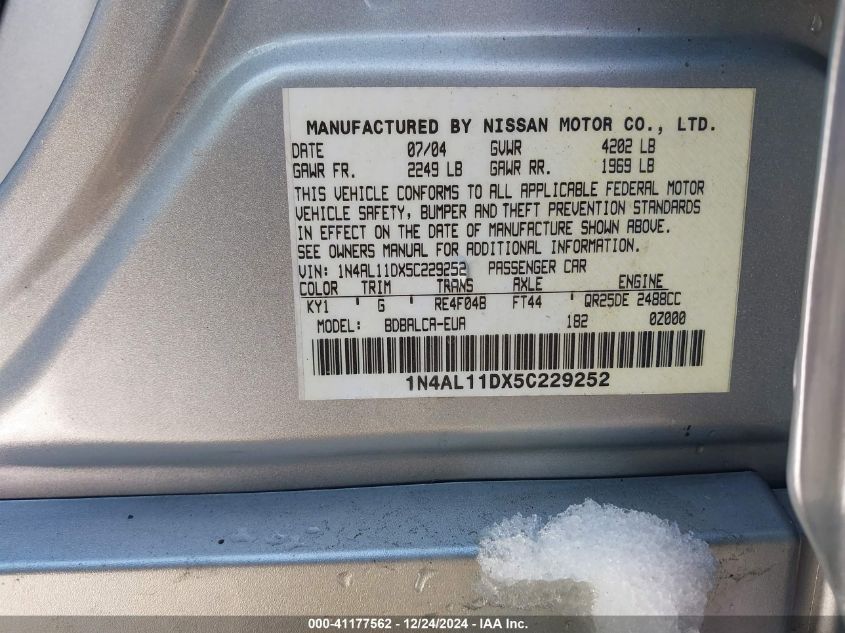 MANUFACTURED BY NISSAN MOTOR CO., LTD.
DATE 07/04 GVWR 4202 LB
GAWR FR. 2249 LB GAWR RR. 1969 LB
THIS VEHICLE CONFORMS TO ALL APPLICABLE FEDERAL MOTOR
VEHICLE SAFETY, BUMPER AND THEFT PREVENTION STANDARDS
IN EFFECT ON THE DATE OF MANUFACTURE SHOWN ABOVE.
SEE OWNERS MANUAL FOR ADDITIONAL INFORMATION.
VIN: 1N4AL11DX5C229252 PASSENGER CAR
COLOR TRIM TRANS AXLE ENGINE
KY1 ' G ' RE4F04B FT44 ' QR25DE 2488CC
MODEL: BDBALCA-EUA 182 0Z000
1N4AL11DX5C229252
000-41177562 - 12/24/2024 - IAA Inc.